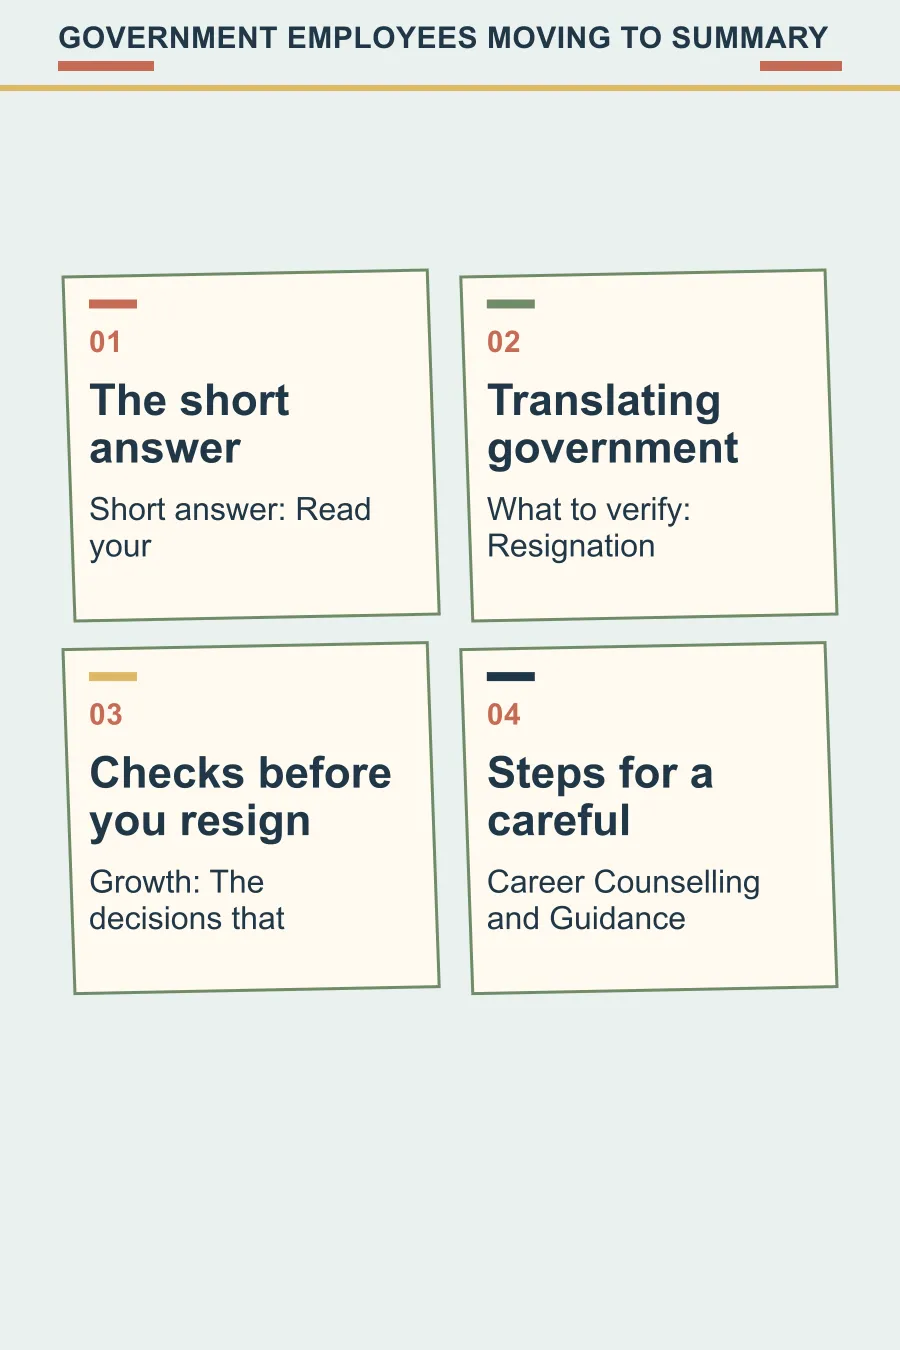 GOVERNMENT EMPLOYEES MOVING TO SUMMARY
01
The short
answer
Short answer: Read
your
02
Translating
government
What to verify:
Resignation
03
Checks before
you resign
Growth: The
decisions that
04
Steps for a
careful
Career Counselling
and Guidance